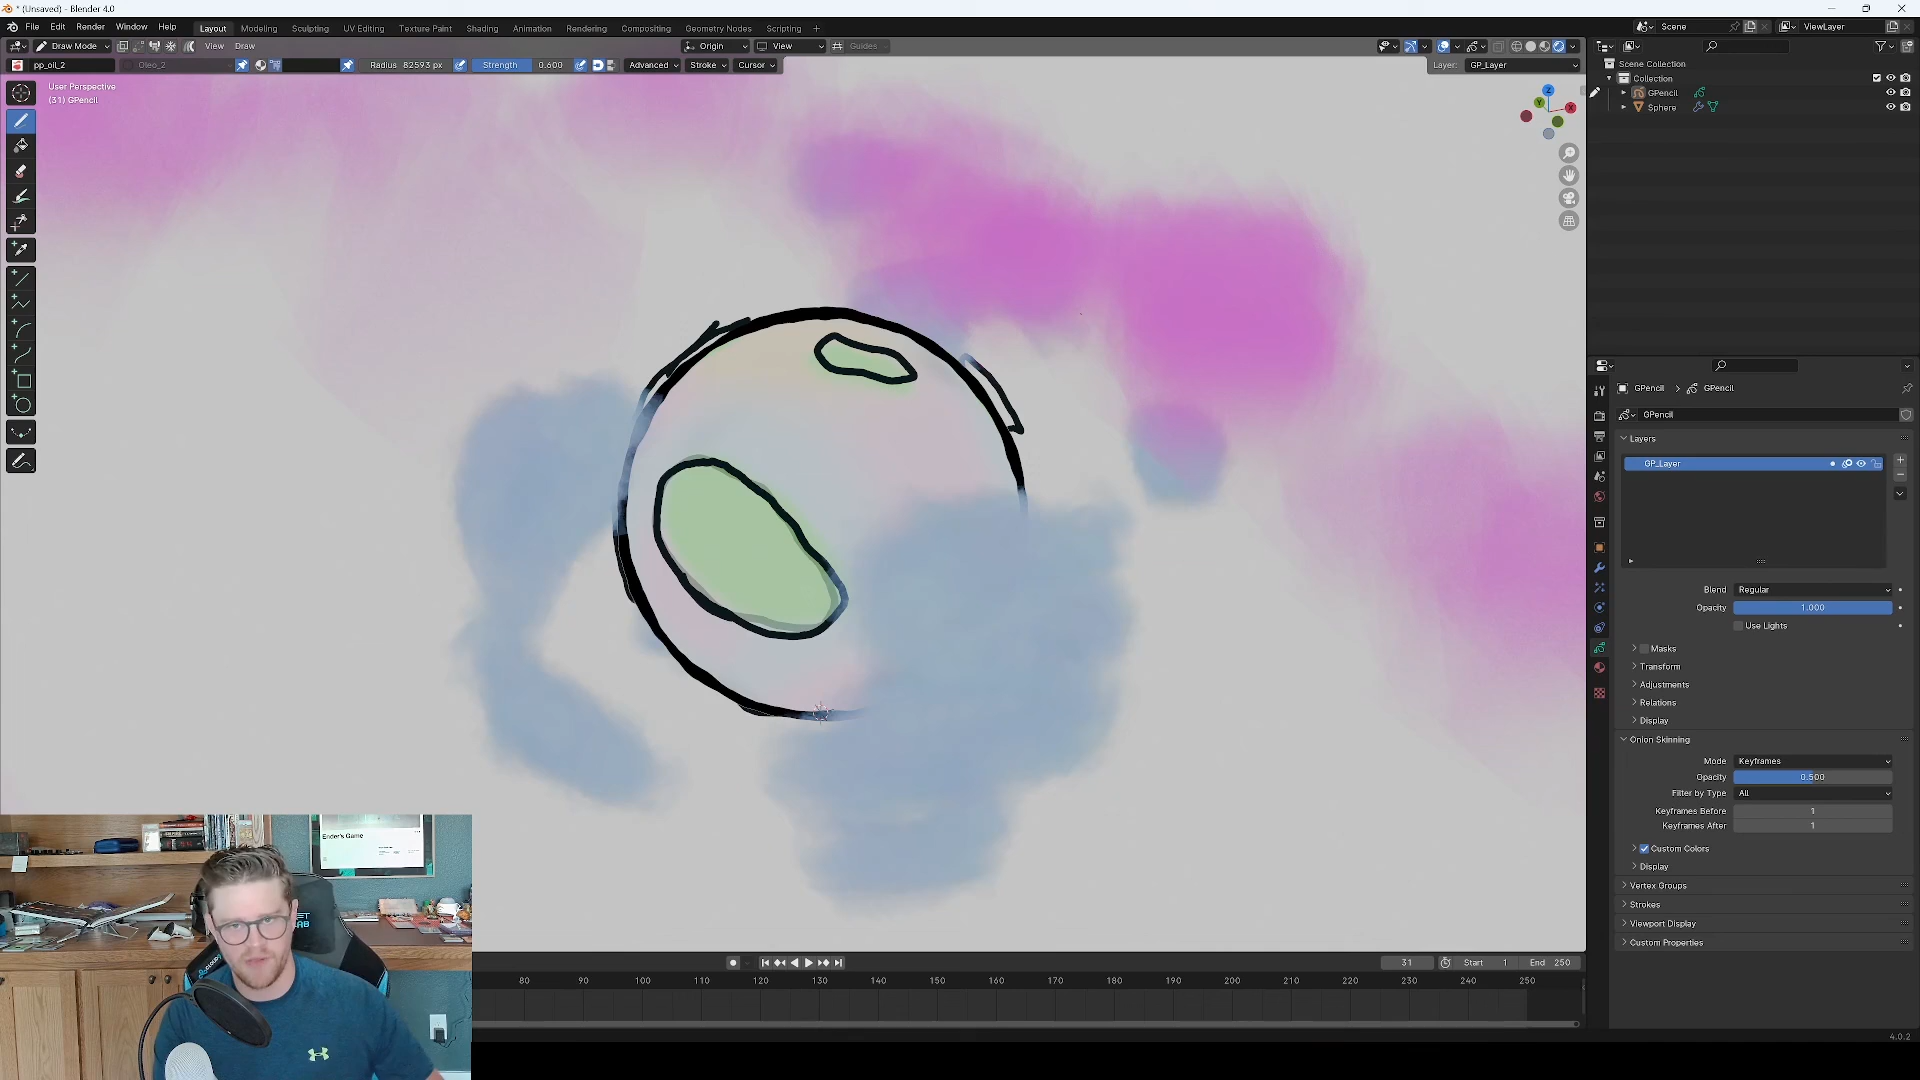 * (Unsaved) - Blender 4.0
File Edit Render Window Help
Layout Modeling Sculpting UV Editing Texture Paint Shading Animation Rendering Compositing Geometry Nodes Scripting +
Scene
ViewLayer
Draw Mode View Draw
Origin View Guides
pp_oil_2 Oleo_2
Radius 82593 px Strength 0.600 Advanced Stroke Cursor
Layer: GP_Layer
User Perspective
(31) GPencil
Z
Y
X
Scene Collection
Collection
GPencil
Sphere
GPencil > GPencil
GPencil
Layers
GP_Layer
Blend Regular
Opacity 1.000
Use Lights
Masks
Transform
Adjustments
Relations
Display
Onion Skinning
Mode Keyframes
Opacity 0.500
Filter by Type All
Keyframes Before 1
Keyframes After 1
Custom Colors
Display
Vertex Groups
Strokes
Viewport Display
Custom Properties
Ender's Game
31 Start 1 End 250
80 90 100 110 120 130 140 150 160 170 180 190 200 210 220 230 240 250
4.0.2